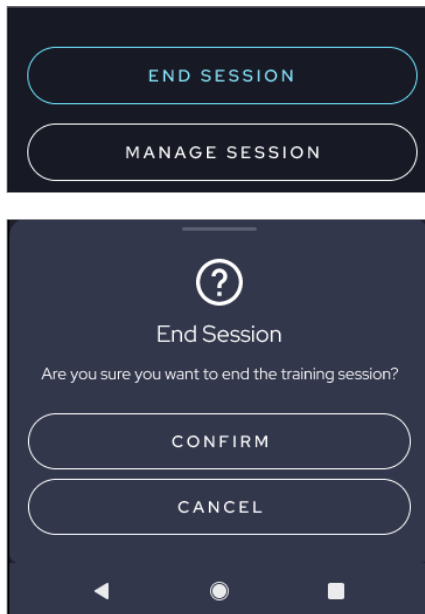 END SESSION
MANAGE SESSION
?
End Session
Are you sure you want to end the training session?
CONFIRM
CANCEL